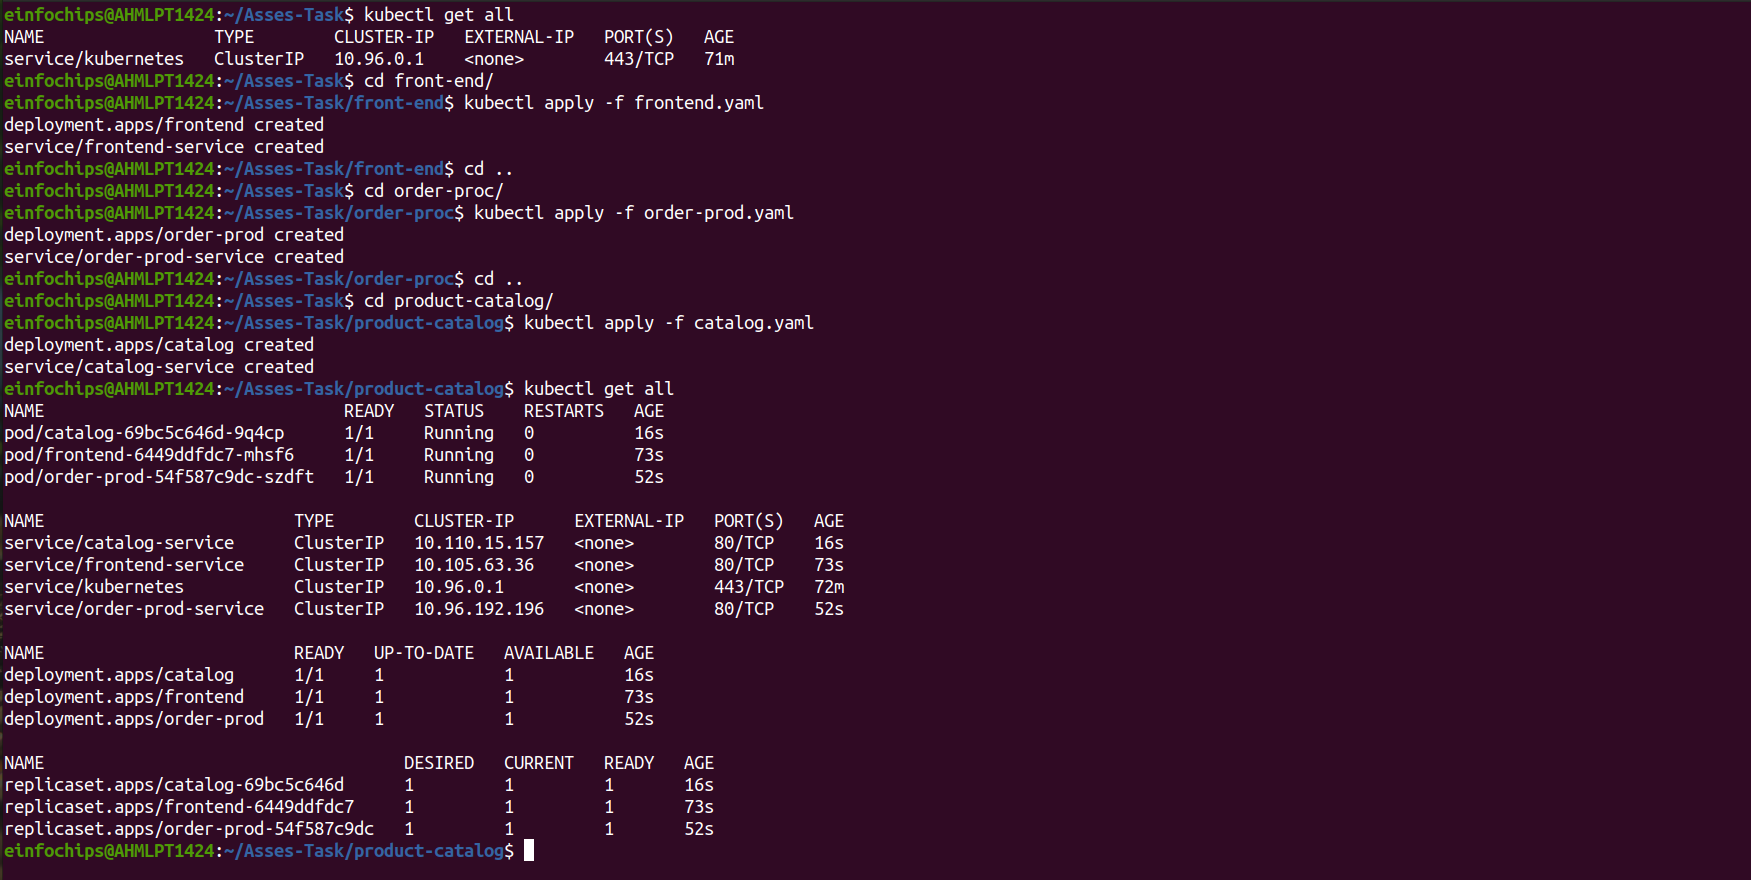 einfochips@AHMLPT1424:~/Asses-Task$ kubectl get all
NAME                 TYPE        CLUSTER-IP   EXTERNAL-IP   PORT(S)   AGE
service/kubernetes   ClusterIP   10.96.0.1    <none>        443/TCP   71m
einfochips@AHMLPT1424:~/Asses-Task$ cd front-end/
einfochips@AHMLPT1424:~/Asses-Task/front-end$ kubectl apply -f frontend.yaml
deployment.apps/frontend created
service/frontend-service created
einfochips@AHMLPT1424:~/Asses-Task/front-end$ cd ..
einfochips@AHMLPT1424:~/Asses-Task$ cd order-proc/
einfochips@AHMLPT1424:~/Asses-Task/order-proc$ kubectl apply -f order-prod.yaml
deployment.apps/order-prod created
service/order-prod-service created
einfochips@AHMLPT1424:~/Asses-Task/order-proc$ cd ..
einfochips@AHMLPT1424:~/Asses-Task$ cd product-catalog/
einfochips@AHMLPT1424:~/Asses-Task/product-catalog$ kubectl apply -f catalog.yaml
deployment.apps/catalog created
service/catalog-service created
einfochips@AHMLPT1424:~/Asses-Task/product-catalog$ kubectl get all
NAME                              READY   STATUS    RESTARTS   AGE
pod/catalog-69bc5c646d-9q4cp      1/1     Running   0          16s
pod/frontend-6449ddfdc7-mhsf6     1/1     Running   0          73s
pod/order-prod-54f587c9dc-szdft   1/1     Running   0          52s

NAME                         TYPE        CLUSTER-IP      EXTERNAL-IP   PORT(S)   AGE
service/catalog-service      ClusterIP   10.110.15.157   <none>        80/TCP    16s
service/frontend-service     ClusterIP   10.105.63.36    <none>        80/TCP    73s
service/kubernetes           ClusterIP   10.96.0.1       <none>        443/TCP   72m
service/order-prod-service   ClusterIP   10.96.192.196   <none>        80/TCP    52s

NAME                         READY   UP-TO-DATE   AVAILABLE   AGE
deployment.apps/catalog      1/1     1            1           16s
deployment.apps/frontend     1/1     1            1           73s
deployment.apps/order-prod   1/1     1            1           52s

NAME                                    DESIRED   CURRENT   READY   AGE
replicaset.apps/catalog-69bc5c646d      1         1         1       16s
replicaset.apps/frontend-6449ddfdc7     1         1         1       73s
replicaset.apps/order-prod-54f587c9dc   1         1         1       52s
einfochips@AHMLPT1424:~/Asses-Task/product-catalog$